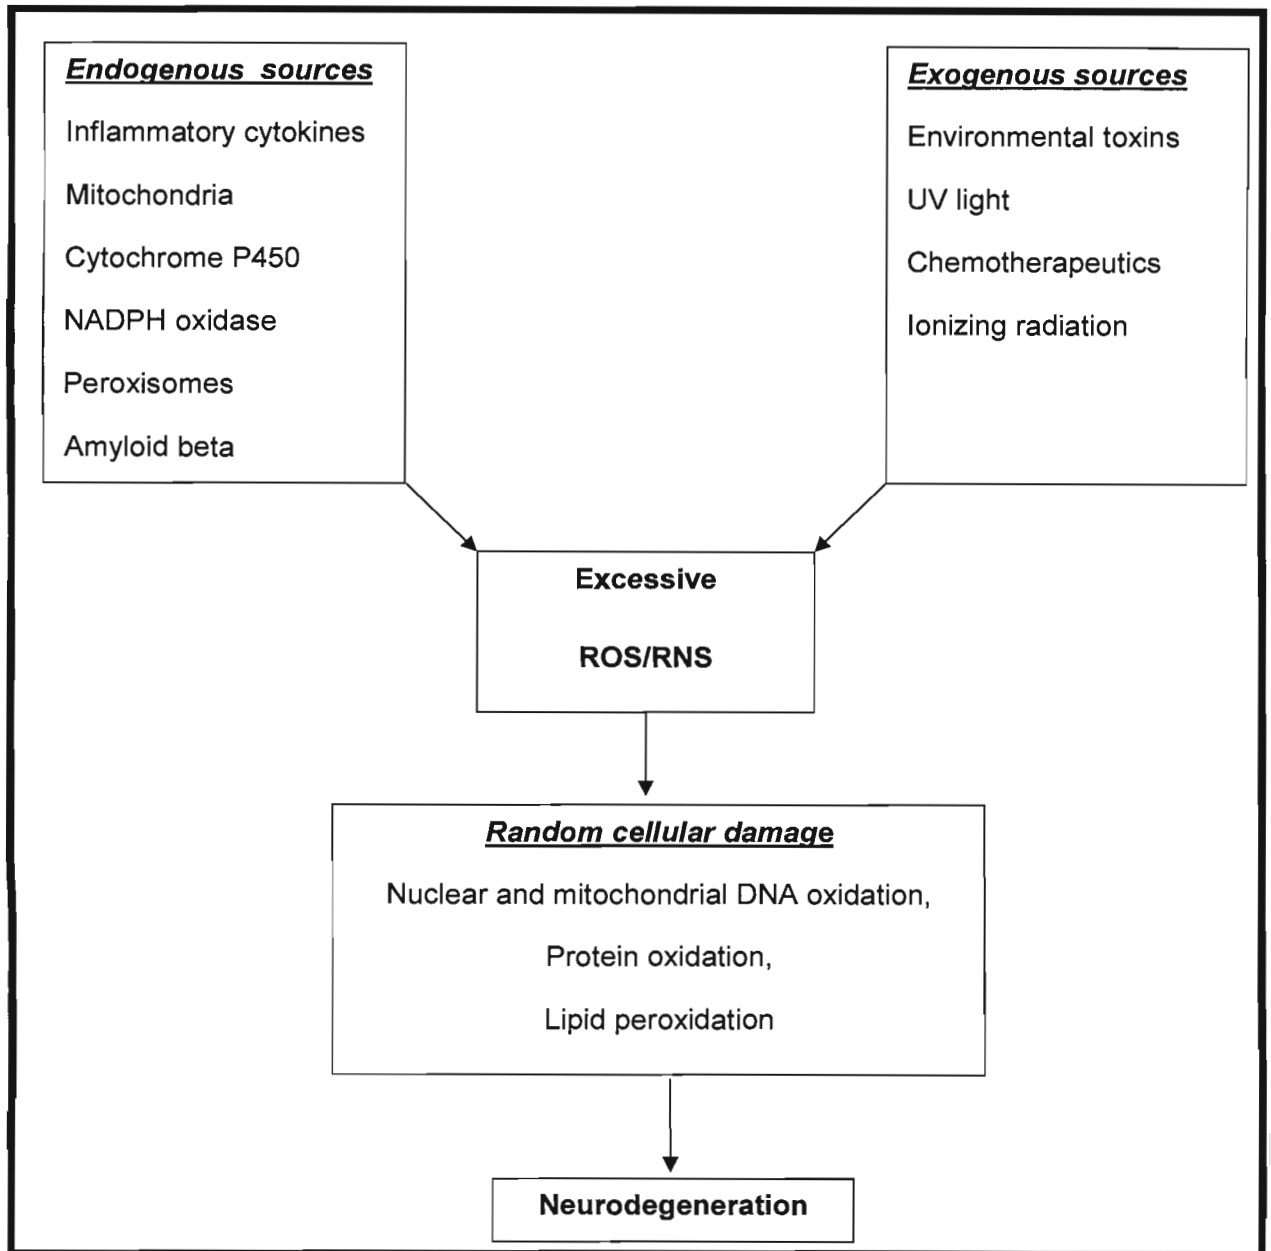 Endogenous sources
Inflammatory cytokines
Mitochondria
Cytochrome P450
NADPH oxidase
Peroxisomes
Amyloid beta
Exogenous sources
Environmental toxins
UV light
Chemotherapeutics
Ionizing radiation
Excessive
ROS/RNS
Random cellular damage
Nuclear and mitochondrial DNA oxidation,
Protein oxidation,
Lipid peroxidation
Neurodegeneration